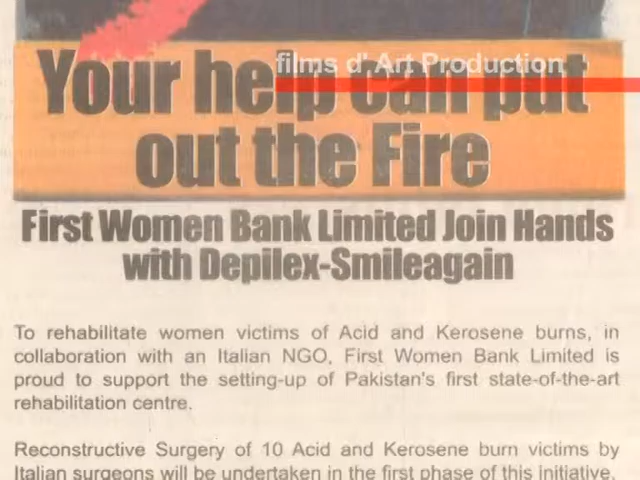 films d' Art Production
Your help can put
out the Fire
First Women Bank Limited Join Hands
with Depilex-Smileagain
To rehabilitate women victims of Acid and Kerosene burns, in
collaboration with an Italian NGO, First Women Bank Limited is
proud to support the setting-up of Pakistan's first state-of-the-art
rehabilitation centre.
Reconstructive Surgery of 10 Acid and Kerosene burn victims by
Italian surgeons will be undertaken in the first phase of this initiative.